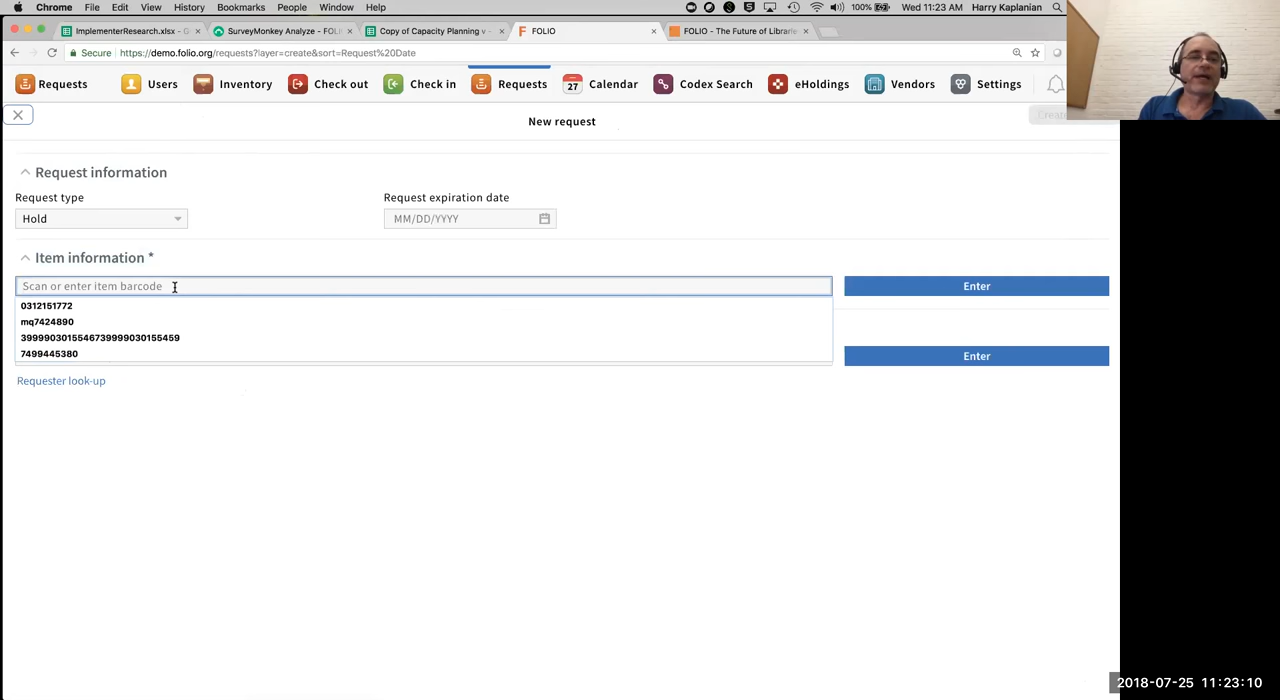 Chrome File Edit View History Bookmarks People Window Help 100% Wed 11:23 AM Harry Kaplanian
ImplementerResearch.xlsx - G SurveyMonkey Analyze - FOLI Copy of Capacity Planning v - FOLIO FOLIO - The Future of Librarie
Secure https://demo.folio.org/requests?layer=create&sort=Request%20Date
Requests Users Inventory Check out Check in Requests 27 Calendar Codex Search eHoldings Vendors Settings
New request Create
Request information
Request type Request expiration date
Hold MM/DD/YYYY
Item information *
Scan or enter item barcode Enter
0312151772
mq7424890
3999903015546739999030155459
7499445380 Enter
Requester look-up
2018-07-25 11:23:10